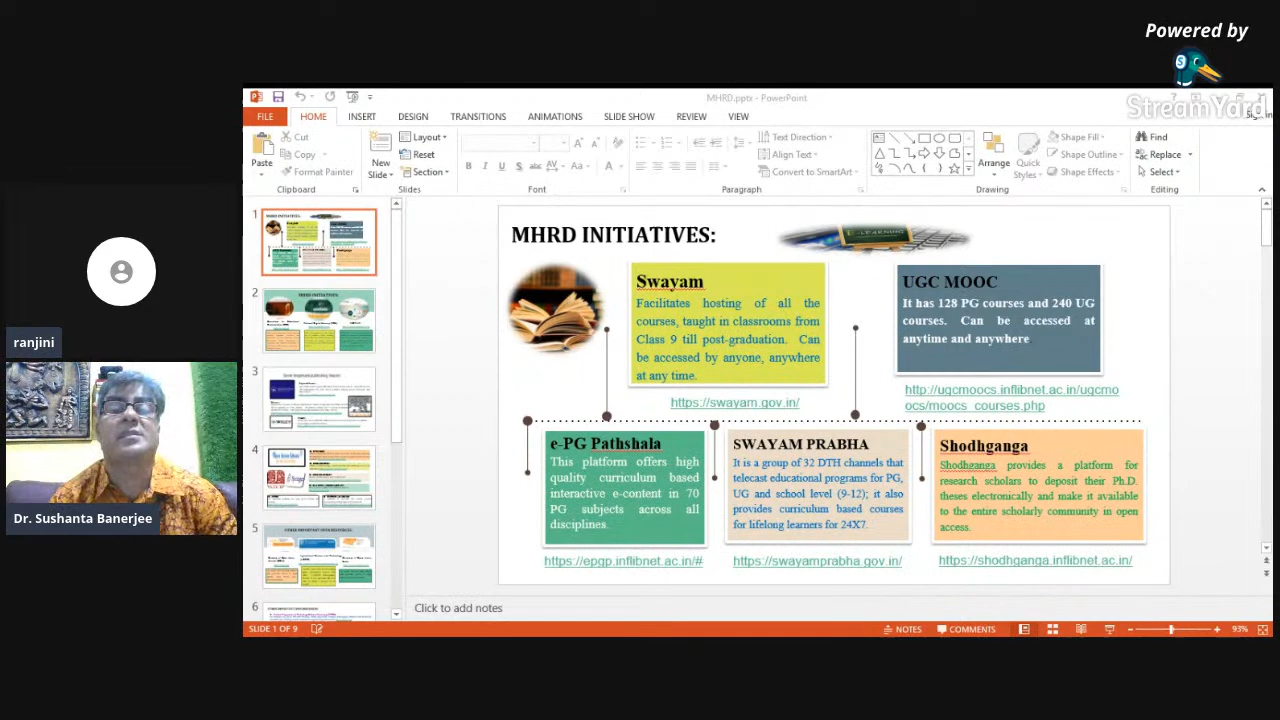 Powered by
StreamYard
MHRD.pptx - PowerPoint
FILE HOME INSERT DESIGN TRANSITIONS ANIMATIONS SLIDE SHOW REVIEW VIEW
Paste
Cut
Copy
Format Painter
Clipboard
New
Slide
Layout
Reset
Section
Slides
Font
Text Direction
Align Text
Convert to SmartArt
Paragraph
Arrange
Quick
Styles
Shape Fill
Shape Outline
Shape Effects
Drawing
Find
Replace
Select
Editing
1
2
3
4
5
6
MHRD INITIATIVES:
E-LEARNING
Swayam
Facilitates hosting of all the
courses, taught in classrooms from
Class 9 till post-graduation. Can
be accessed by anyone, anywhere
at any time.
https://swayam.gov.in/
UGC MOOC
It has 128 PG courses and 240 UG
courses. Can be accessed at
anytime and anywhere
http://ugcmoocs.inflibnet.ac.in/ugcmo
ocs/moocs_courses.php
e-PG Pathshala
This platform offers high
quality curriculum based
interactive e-content in 70
PG subjects across all
disciplines.
https://epgp.inflibnet.ac.in/#
SWAYAM PRABHA
It is a group of 32 DTH channels that
telecast educational programs for PG,
UG and school level (9-12); it also
provides curriculum based courses
for lifelong learners for 24X7.
https://swayamprabha.gov.in/
Shodhganga
Shodhganga provides a platform for
research scholars to deposit their Ph.D.
theses electronically and make it available
to the entire scholarly community in open
access.
https://shodhganga.inflibnet.ac.in/
Click to add notes
SLIDE 1 OF 9
NOTES
COMMENTS
93%
ranjini
Dr. Sushanta Banerjee